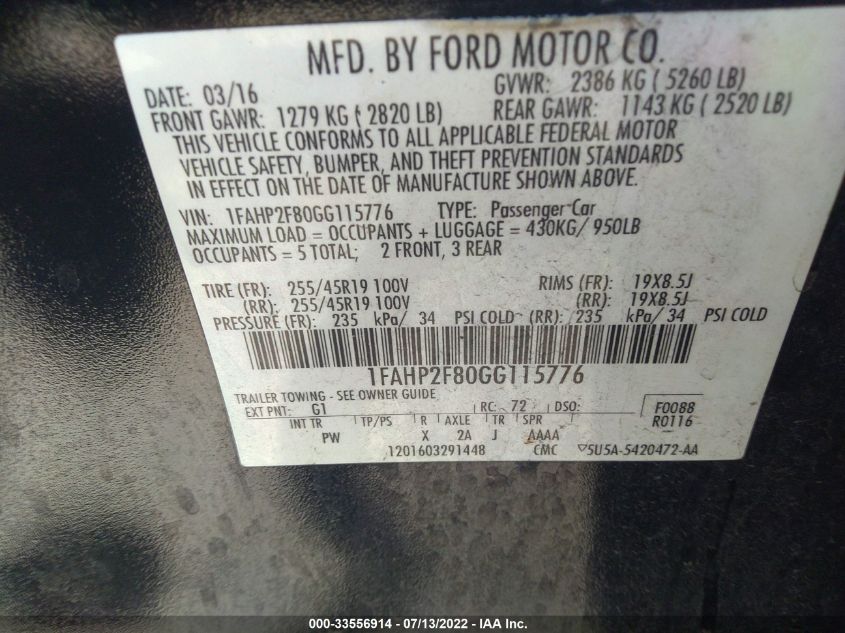 MFD. BY FORD MOTOR CO.
DATE: 03/16 GVWR: 2386 KG ( 5260 LB)
FRONT GAWR: 1279 KG ( 2820 LB) REAR GAWR: 1143 KG ( 2520 LB)
THIS VEHICLE CONFORMS TO ALL APPLICABLE FEDERAL MOTOR
VEHICLE SAFETY, BUMPER, AND THEFT PREVENTION STANDARDS
IN EFFECT ON THE DATE OF MANUFACTURE SHOWN ABOVE.
VIN: 1FAHP2F80GG115776 TYPE: Passenger Car
MAXIMUM LOAD = OCCUPANTS + LUGGAGE = 430KG/ 950LB
OCCUPANTS = 5 TOTAL; 2 FRONT, 3 REAR
TIRE (FR): 255/45R19 100V RIMS (FR): 19X8.5J
(RR): 255/45R19 100V (RR): 19X8.5J
PRESSURE (FR): 235 kPa/ 34 PSI COLD (RR): 235 kPa/ 34 PSI COLD
1FAHP2F80GG115776
TRAILER TOWING - SEE OWNER GUIDE
EXT PNT: G1 RC: 72 DSO: F0088
INT TR TP/PS R AXLE TR SPR R0116
PW X 2A J AAAA
1201603291448 CMC ▽5U5A-5420472-AA
000-33556914 - 07/13/2022 - IAA Inc.